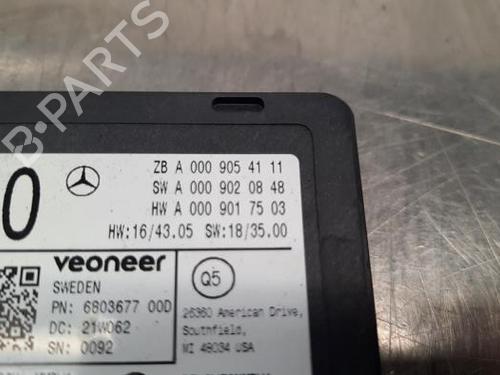 B-PARTS
0
ZB A 000 905 41 11
SW A 000 902 08 48
HW A 000 901 75 03
HW:16/43.05 SW:18/35.00
veoneer
SWEDEN
PN: 6803677 00D
DC: 21W062
SN: 0092
Q5
26360 American Drive,
Southfield,
MI 48034 USA